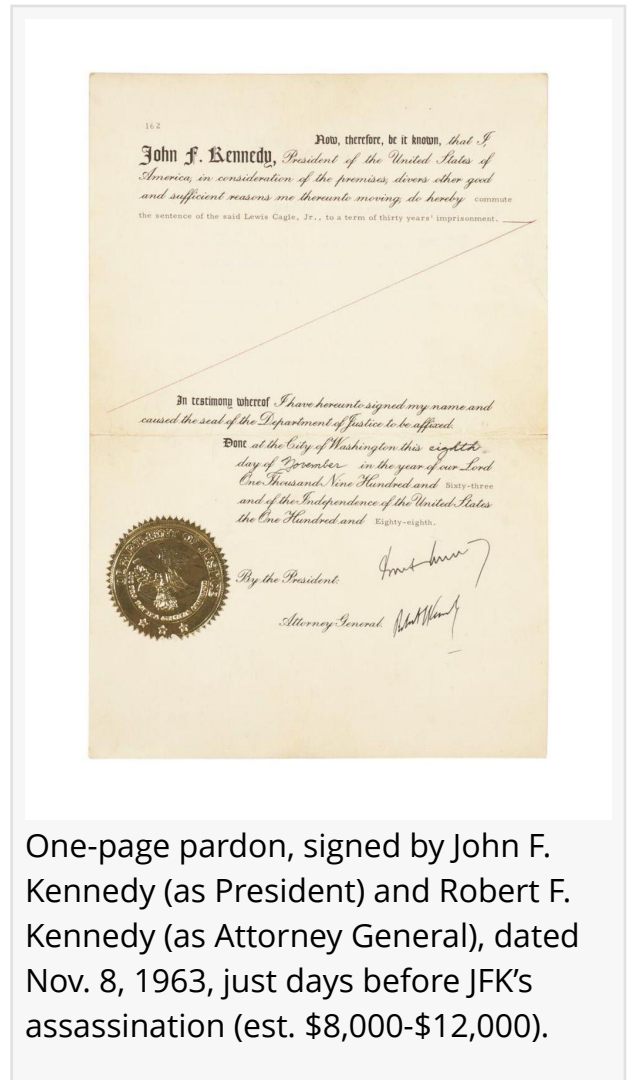 162
Now, therefore, be it known, that I,
John F. Kennedy, President of the United States of
America, in consideration of the premises, divers other good
and sufficient reasons me thereunto moving, do hereby commute
the sentence of the said Lewis Cagle, Jr., to a term of thirty years' imprisonment.
In testimony whereof I have hereunto signed my name and
caused the seal of the Department of Justice to be affixed.
Done at the City of Washington this eighth
day of November in the year of our Lord
One Thousand Nine Hundred and Sixty-three
and of the Independence of the United States
the One Hundred and Eighty-eighth.
By the President:
Attorney General.
One-page pardon, signed by John F.
Kennedy (as President) and Robert F.
Kennedy (as Attorney General), dated
Nov. 8, 1963, just days before JFK’s
assassination (est. $8,000-$12,000).